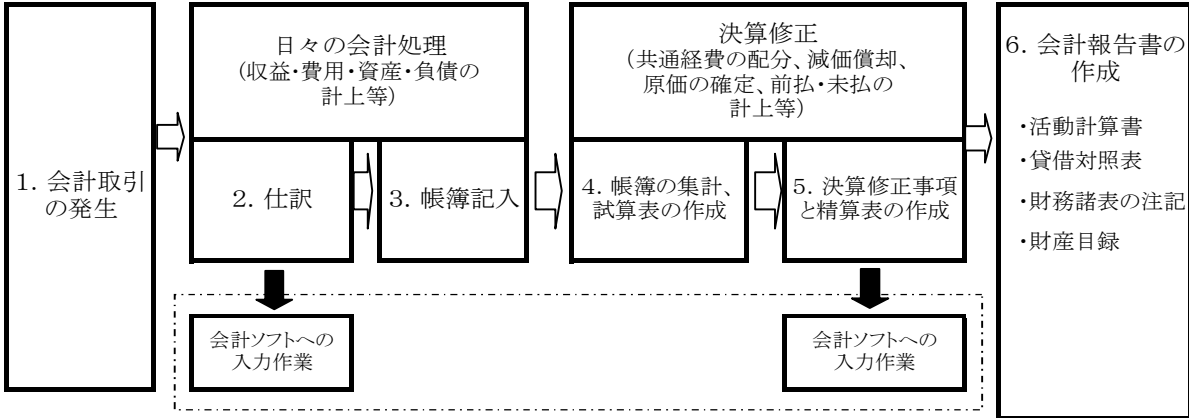 1. 会計取引
の発生
日々の会計処理
(収益・費用・資産・負債の
計上等)
2. 仕訳
3. 帳簿記入
決算修正
(共通経費の配分、減価償却、
原価の確定、前払・未払の
計上等)
4. 帳簿の集計、
試算表の作成
5. 決算修正事項
と精算表の作成
会計ソフトへの
入力作業
会計ソフトへの
入力作業
6. 会計報告書の
作成
・活動計算書
・貸借対照表
・財務諸表の注記
・財産目録